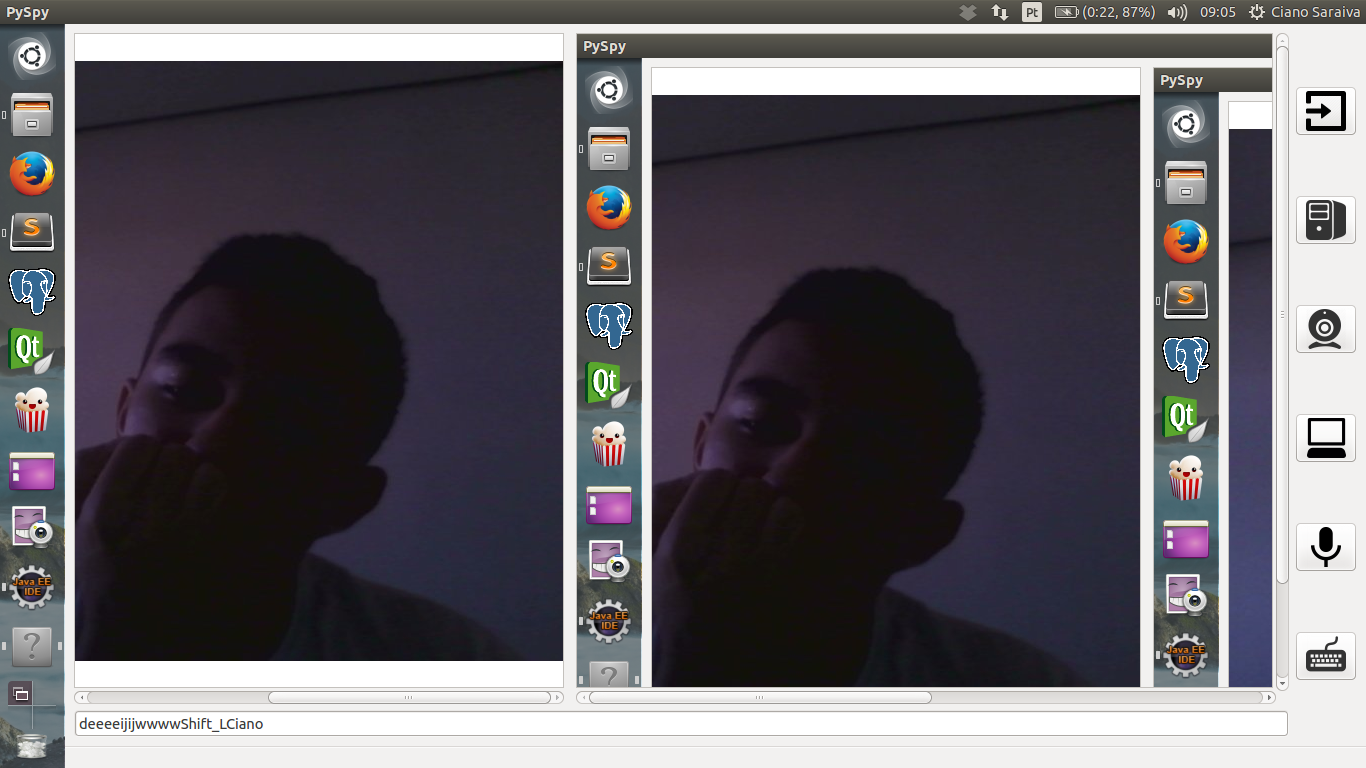 PySpy
Pt
(0:22, 87%)
09:05
Ciano Saraiva
S
Qt
Java EE
IDE
?
PySpy
S
Qt
Java EE
IDE
?
PySpy
S
Qt
Java EE
IDE
deeeeijijwwwwShift_LCiano